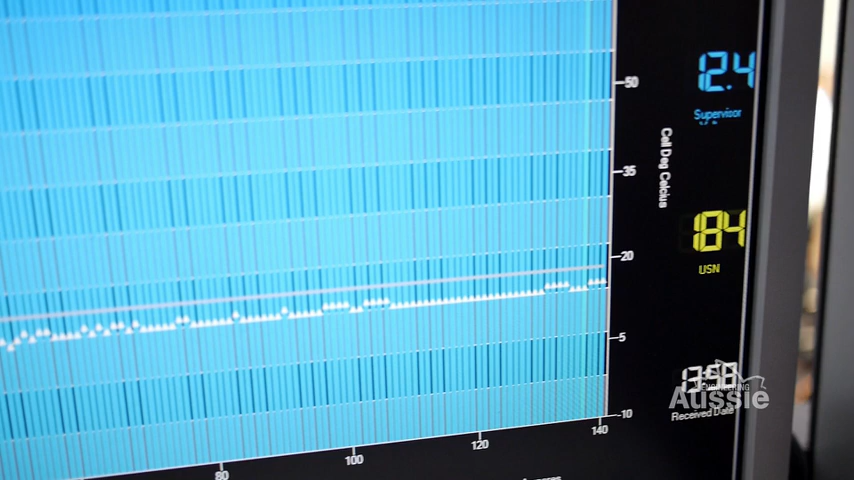 50
35
20
5
-10
Cell Deg Celcius
80
100
120
140
12.4
Supervisor
184
USN
ENGINEERING
Aussie
Received Date